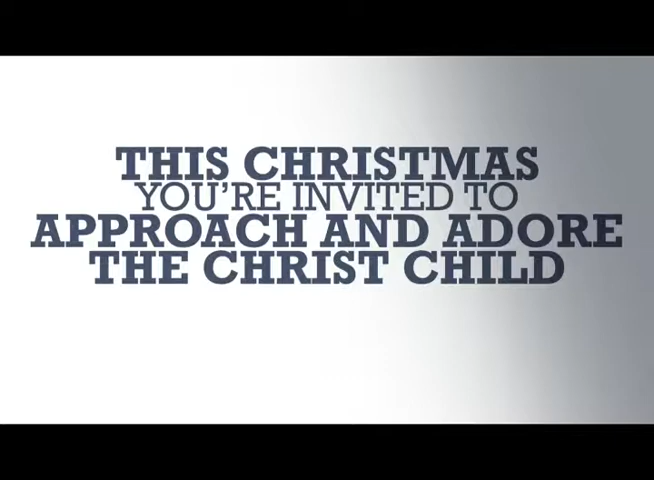 THIS CHRISTMAS
YOU'RE INVITED TO
APPROACH AND ADORE
THE CHRIST CHILD